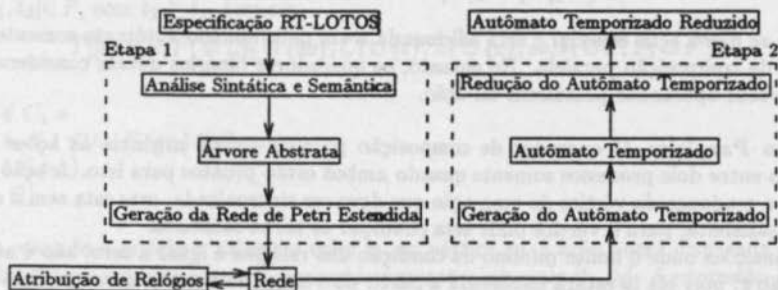 Especificação RT-LOTOS
Etapa 1
Análise Sintática e Semântica
Árvore Abstrata
Geração da Rede de Petri Estendida
Atribuição de Relógios
Rede
Autômato Temporizado Reduzido
Etapa 2
Redução do Autômato Temporizado
Autômato Temporizado
Geração do Autômato Temporizado